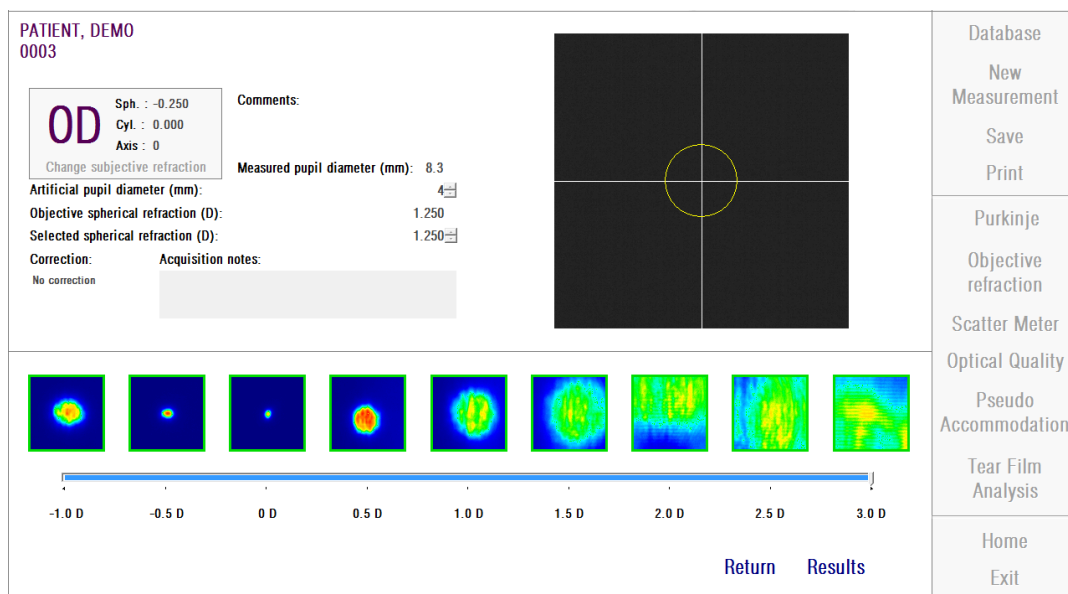 PATIENT, DEMO
0003
OD
Sph. : -0.250
Cyl. : 0.000
Axis : 0
Change subjective refraction
Comments:
Measured pupil diameter (mm): 8.3
Artificial pupil diameter (mm): 4
Objective spherical refraction (D): 1.250
Selected spherical refraction (D): 1.250
Correction: Acquisition notes:
No correction
-1.0 D -0.5 D 0 D 0.5 D 1.0 D 1.5 D 2.0 D 2.5 D 3.0 D
Return Results
Database
New
Measurement
Save
Print
Purkinje
Objective
refraction
Scatter Meter
Optical Quality
Pseudo
Accommodation
Tear Film
Analysis
Home
Exit